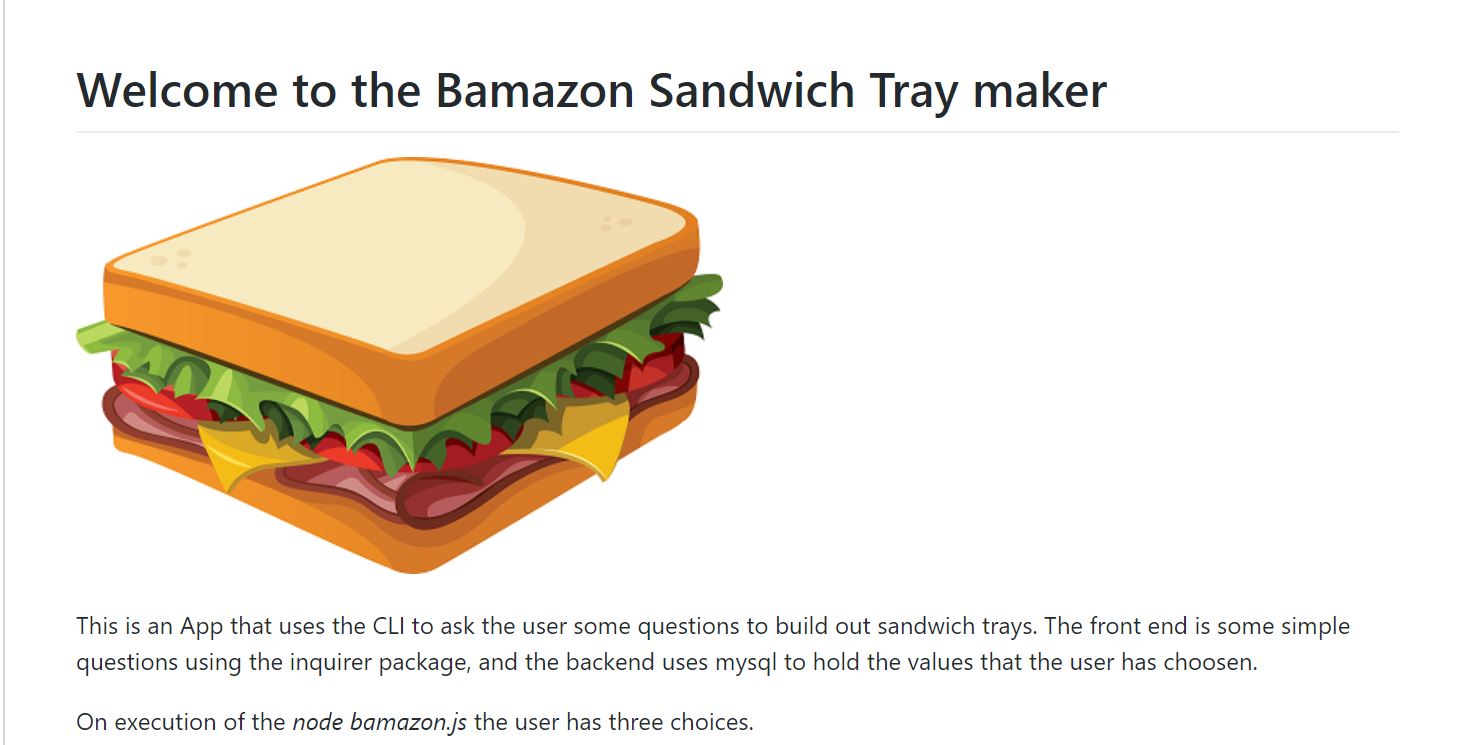 Welcome to the Bamazon Sandwich Tray maker
This is an App that uses the CLI to ask the user some questions to build out sandwich trays. The front end is some simple
questions using the inquirer package, and the backend uses mysql to hold the values that the user has choosen.
On execution of the node bamazon.js the user has three choices.